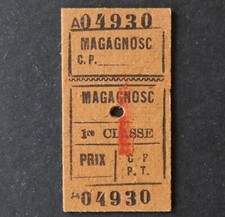 A04930
MAGAGNOSC
C.P.
MAGAGNOSC
1re CLASSE
PRIX
C P
P. T.
A04930